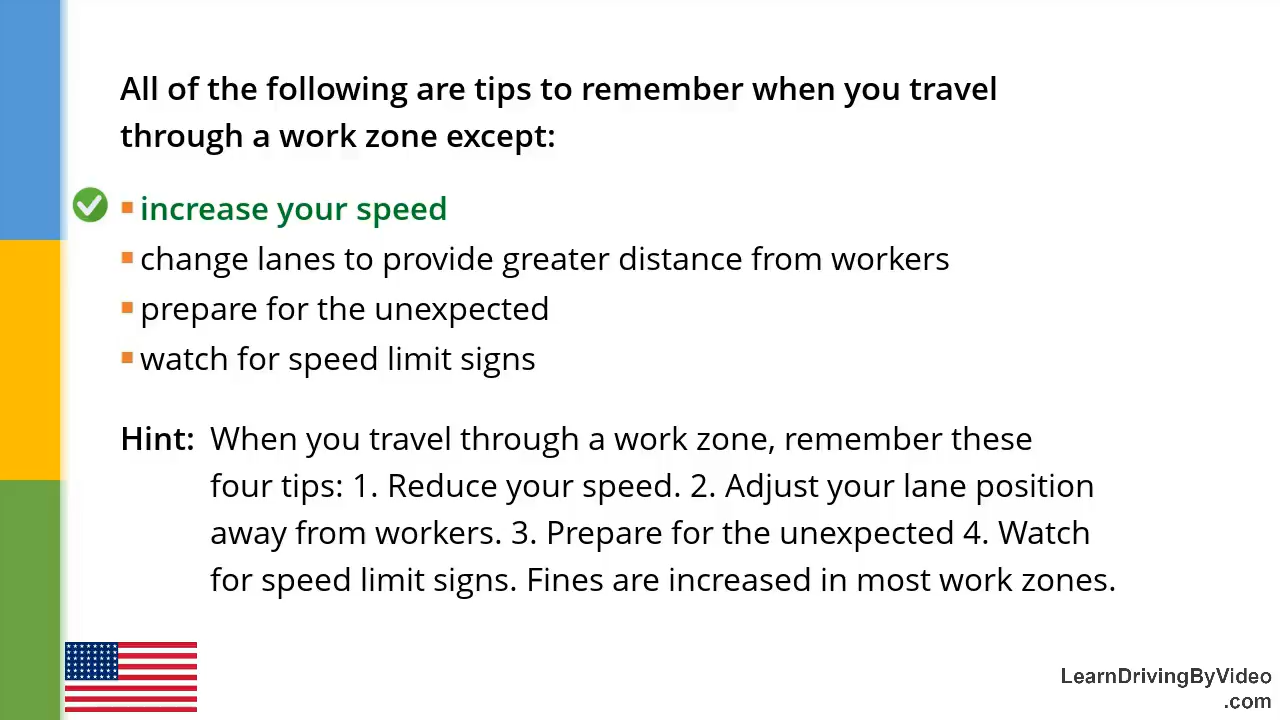 All of the following are tips to remember when you travel
through a work zone except:
increase your speed
change lanes to provide greater distance from workers
prepare for the unexpected
watch for speed limit signs
Hint: When you travel through a work zone, remember these
four tips: 1. Reduce your speed. 2. Adjust your lane position
away from workers. 3. Prepare for the unexpected 4. Watch
for speed limit signs. Fines are increased in most work zones.
LearnDrivingByVideo
.com